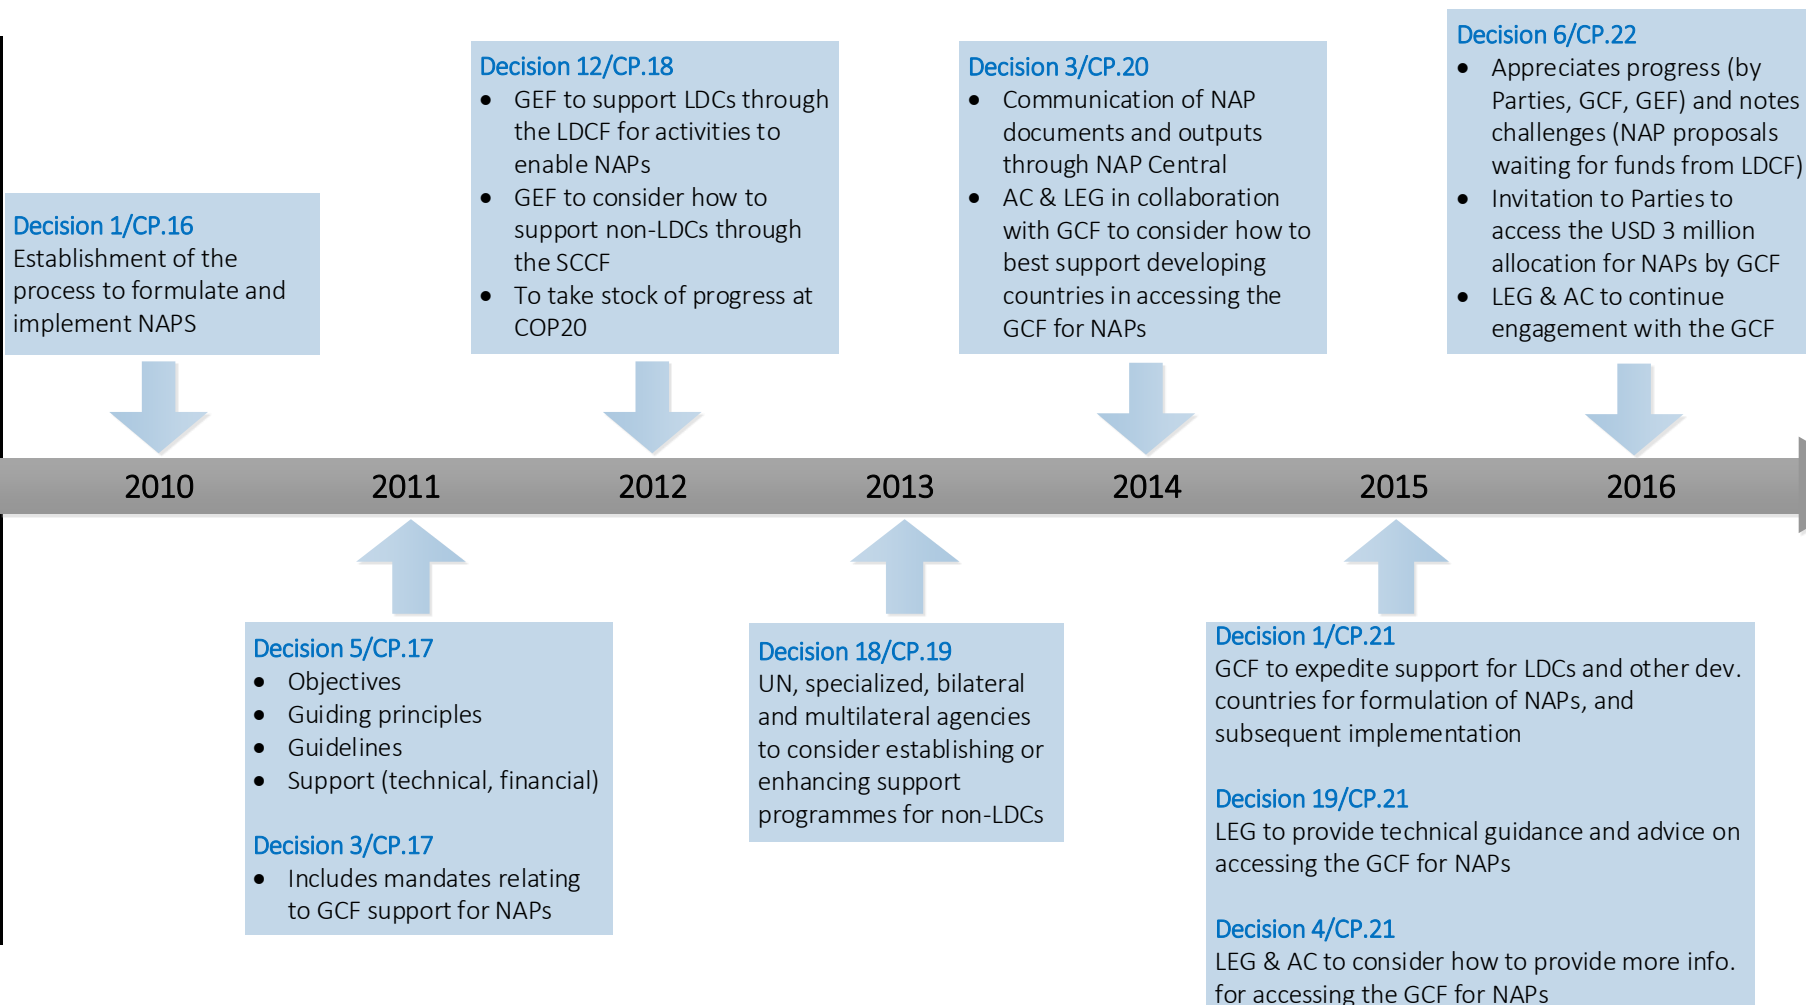 Decision 1/CP.16
Establishment of the
process to formulate and
implement NAPS
Decision 12/CP.18
• GEF to support LDCs through
the LDCF for activities to
enable NAPs
• GEF to consider how to
support non-LDCs through
the SCCF
• To take stock of progress at
COP20
Decision 3/CP.20
• Communication of NAP
documents and outputs
through NAP Central
• AC & LEG in collaboration
with GCF to consider how to
best support developing
countries in accessing the
GCF for NAPs
Decision 6/CP.22
• Appreciates progress (by
Parties, GCF, GEF) and notes
challenges (NAP proposals
waiting for funds from LDCF)
• Invitation to Parties to
access the USD 3 million
allocation for NAPs by GCF
• LEG & AC to continue
engagement with the GCF
2010 2011 2012 2013 2014 2015 2016
Decision 5/CP.17
• Objectives
• Guiding principles
• Guidelines
• Support (technical, financial)
Decision 3/CP.17
• Includes mandates relating
to GCF support for NAPs
Decision 18/CP.19
UN, specialized, bilateral
and multilateral agencies
to consider establishing or
enhancing support
programmes for non-LDCs
Decision 1/CP.21
GCF to expedite support for LDCs and other dev.
countries for formulation of NAPs, and
subsequent implementation
Decision 19/CP.21
LEG to provide technical guidance and advice on
accessing the GCF for NAPs
Decision 4/CP.21
LEG & AC to consider how to provide more info.
for accessing the GCF for NAPs